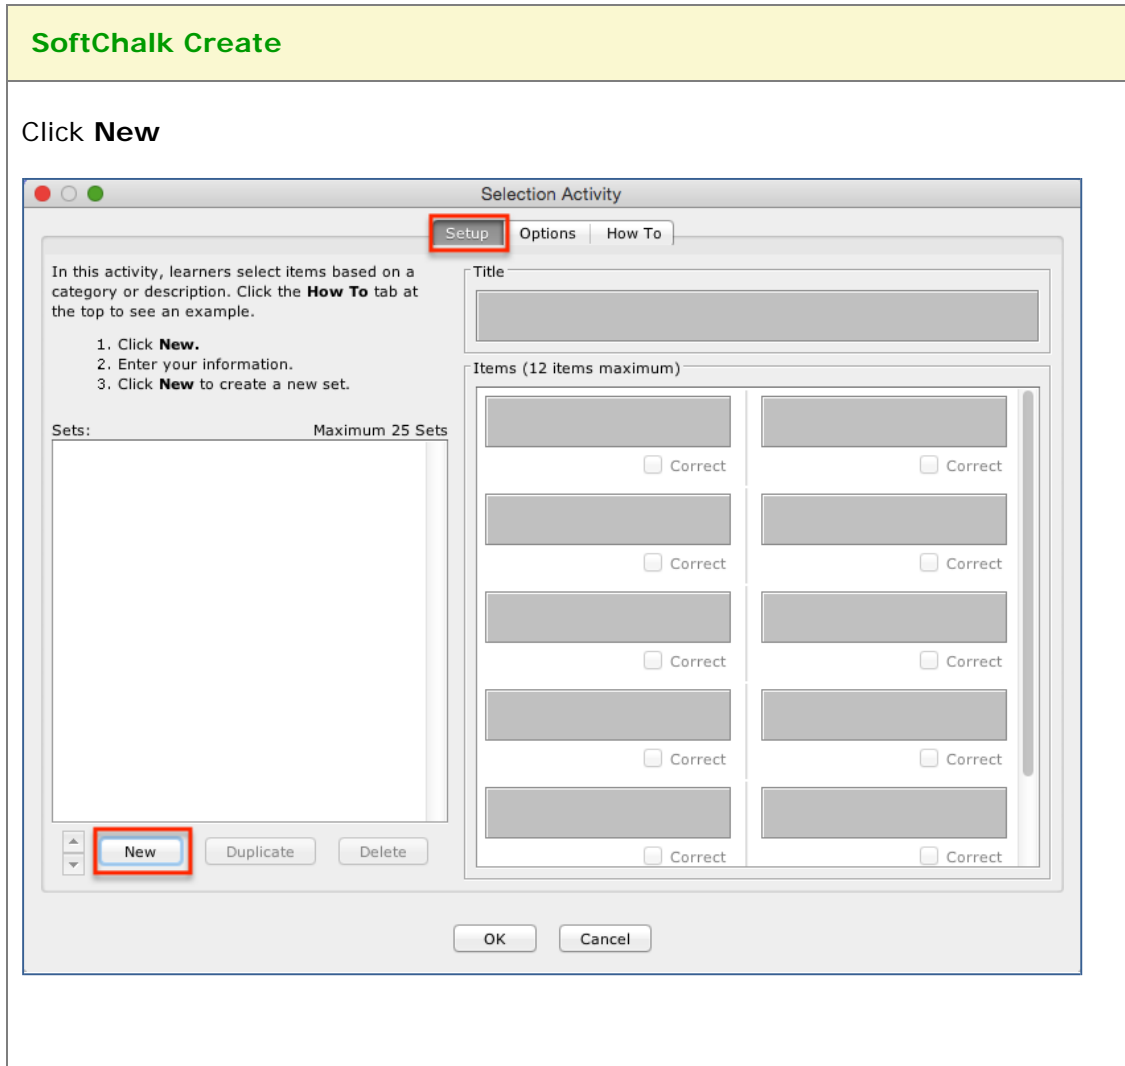 SoftChalk Create
Click New
Selection Activity
Setup Options How To
In this activity, learners select items based on a
category or description. Click the How To tab at
the top to see an example.
1. Click New.
2. Enter your information.
3. Click New to create a new set.
Sets: Maximum 25 Sets
New Duplicate Delete
Title
Items (12 items maximum)
Correct Correct
Correct Correct
Correct Correct
Correct Correct
Correct Correct
OK Cancel